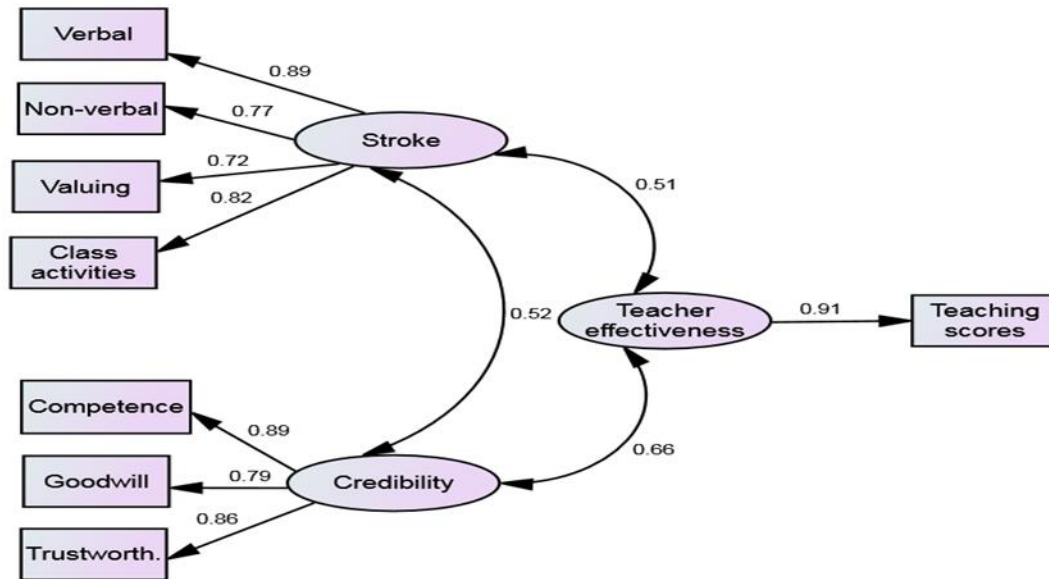 Verbal
0.89
Non-verbal
0.77
Stroke
Valuing
0.72
0.51
0.82
Class
activities
0.52
Teacher
effectiveness
0.91
Teaching
scores
Competence
0.89
0.66
Goodwill
0.79
Credibility
0.86
Trustworth.